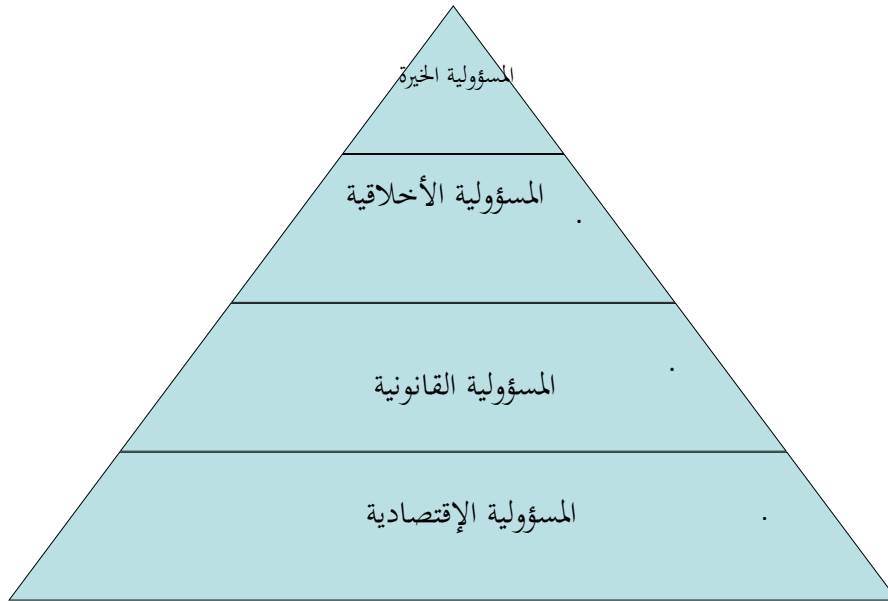 المسؤولية الخيرة
المسؤولية الأخلاقية
.
المسؤولية القانونية
.
المسؤولية الإقتصادية
.